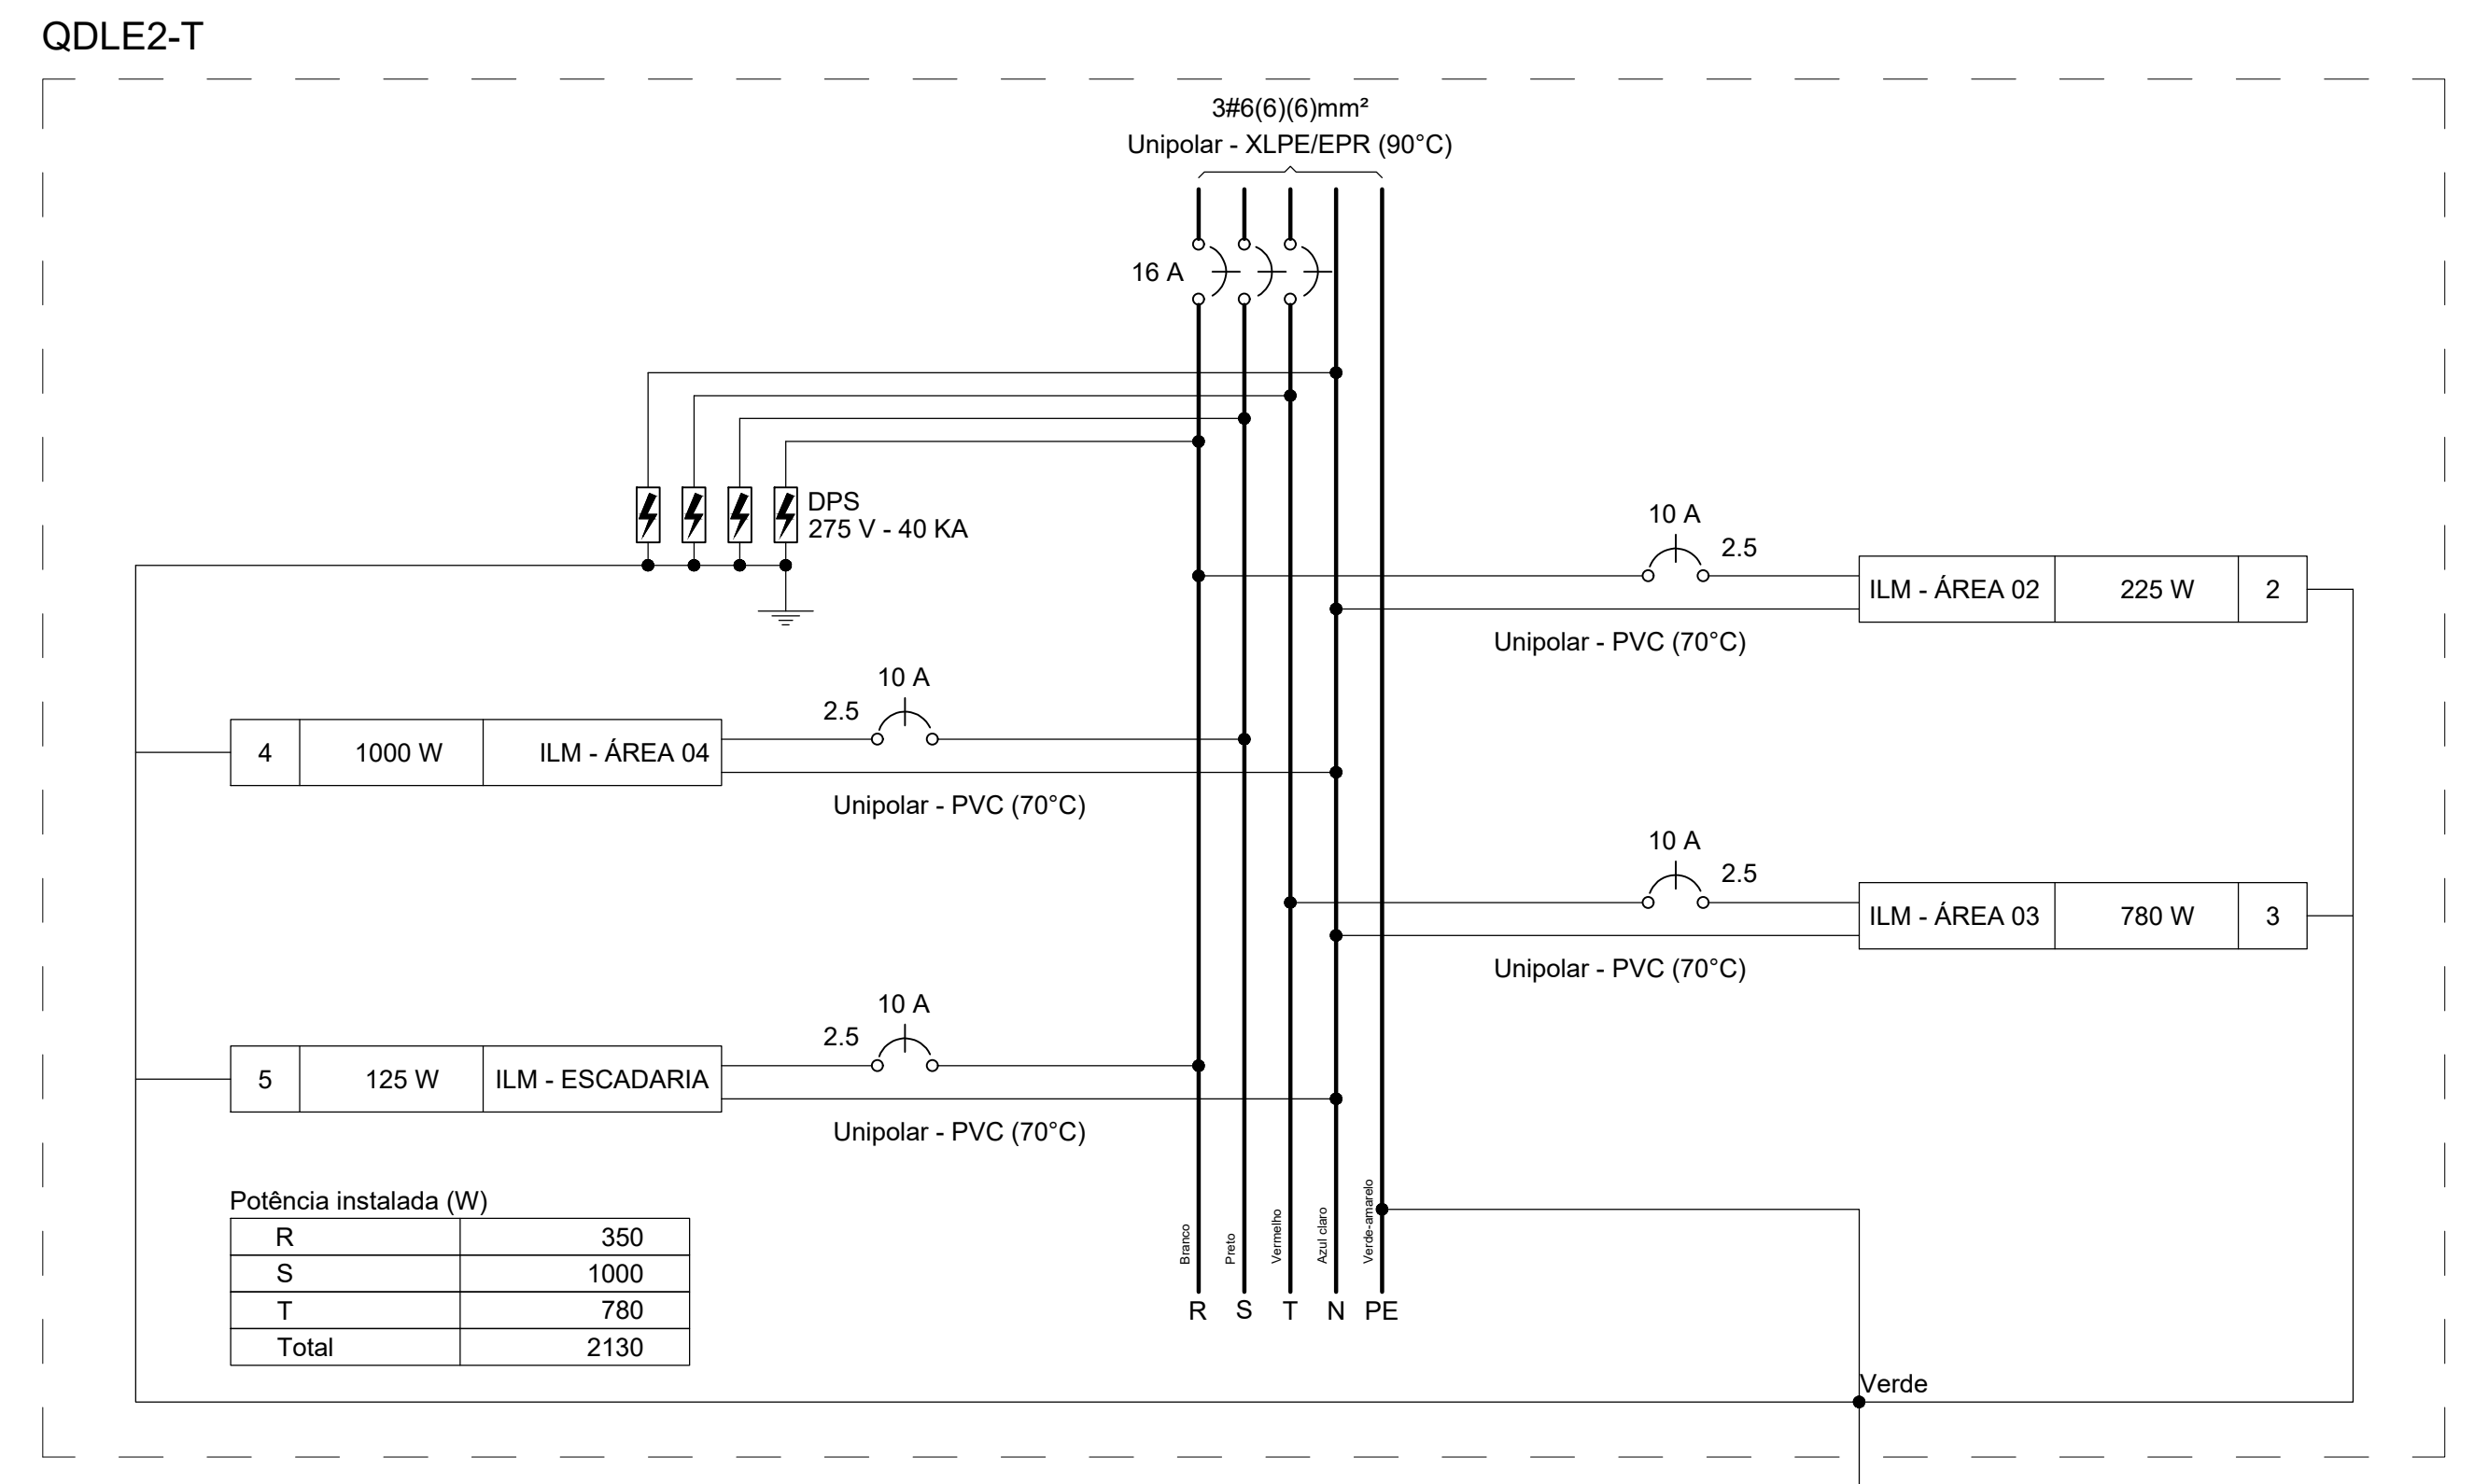 QDLE2-T
3#6(6)(6)mm²
Unipolar - XLPE/EPR (90°C)
16 A
DPS
275 V - 40 KA
10 A
2.5
ILM - ÁREA 02 225 W 2
Unipolar - PVC (70°C)
10 A
2.5
4 1000 W ILM - ÁREA 04
Unipolar - PVC (70°C)
10 A
2.5
ILM - ÁREA 03 780 W 3
Unipolar - PVC (70°C)
10 A
2.5
5 125 W ILM - ESCADARIA
Unipolar - PVC (70°C)
Potência instalada (W)
R 350
S 1000
T 780
Total 2130
Branco
Preto
Vermelho
Azul claro
Verde-amarelo
R S T N PE
Verde